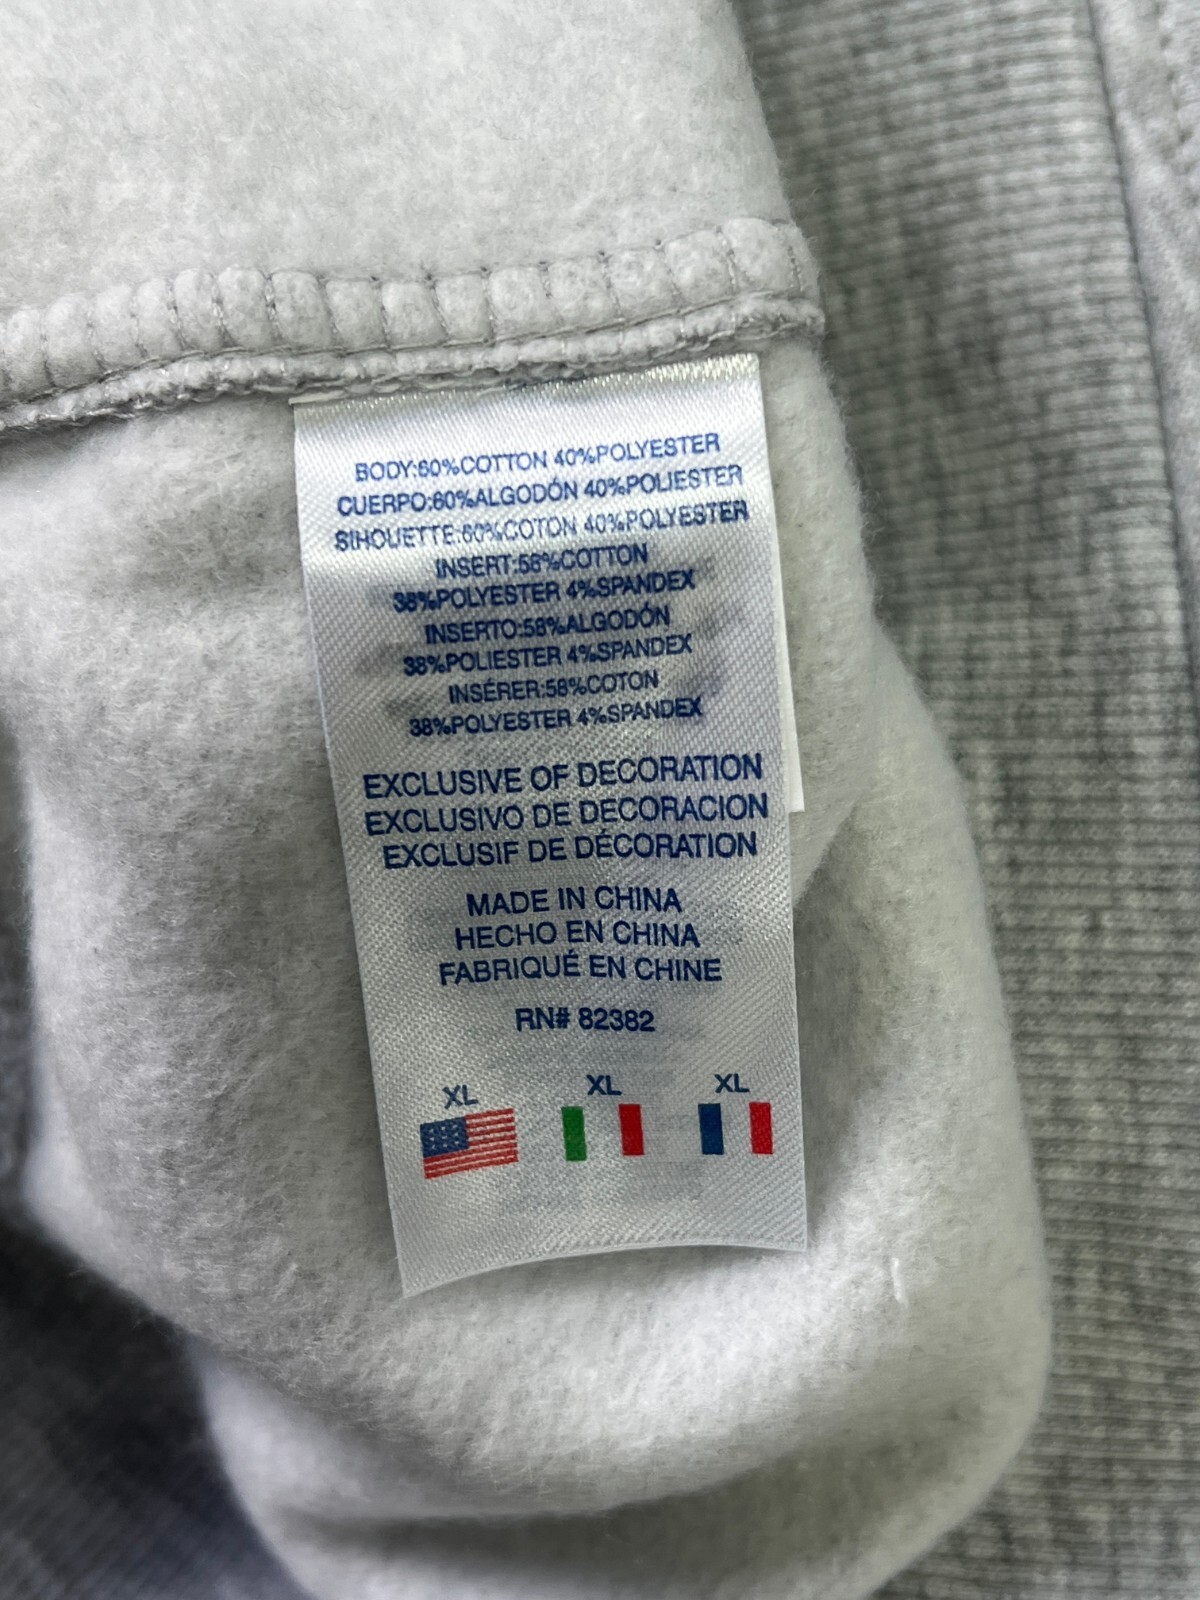 BODY:60%COTTON 40%POLYESTER
CUERPO:60%ALGODÓN 40%POLIESTER
SIHOUETTE:60%COTON 40%POLYESTER
INSERT:58%COTTON
38%POLYESTER 4%SPANDEX
INSERTO:58%ALGODÓN
38%POLIESTER 4%SPANDEX
INSÉRER:58%COTON
38%POLYESTER 4%SPANDEX
EXCLUSIVE OF DECORATION
EXCLUSIVO DE DECORACION
EXCLUSIF DE DÉCORATION
MADE IN CHINA
HECHO EN CHINA
FABRIQUÉ EN CHINE
RN# 82382
XL XL XL